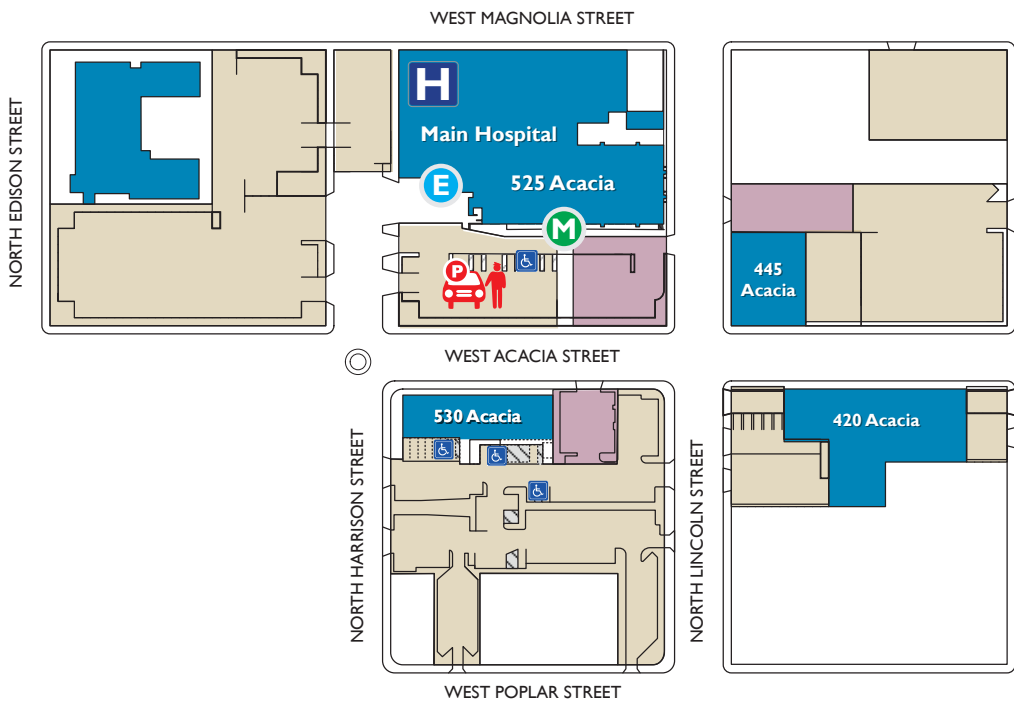 WEST MAGNOLIA STREET
NORTH EDISON STREET
H
Main Hospital
525 Acacia
E
M
P
445
Acacia
WEST ACACIA STREET
530 Acacia
420 Acacia
NORTH HARRISON STREET
NORTH LINCOLN STREET
WEST POPLAR STREET